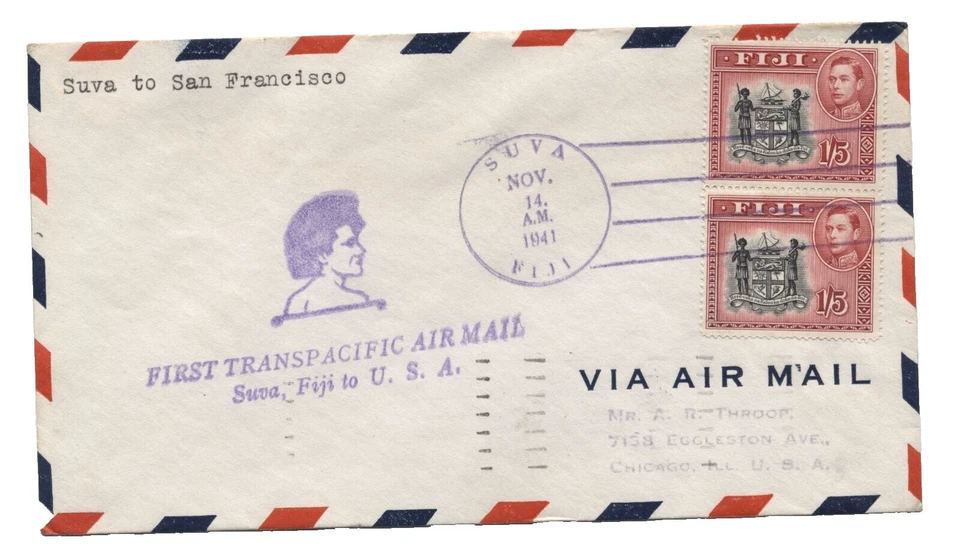 Suva to San Francisco
· FIJI ·
1/5
SUVA
NOV.
14.
A.M.
1941
FIJI
· FIJI ·
1/5
FIRST TRANSPACIFIC AIR MAIL
Suva, Fiji to U. S. A.
VIA AIR MAIL
MR. A. R. THROOP,
7158 EGGLESTON AVE.,
CHICAGO, ILL. U. S. A.